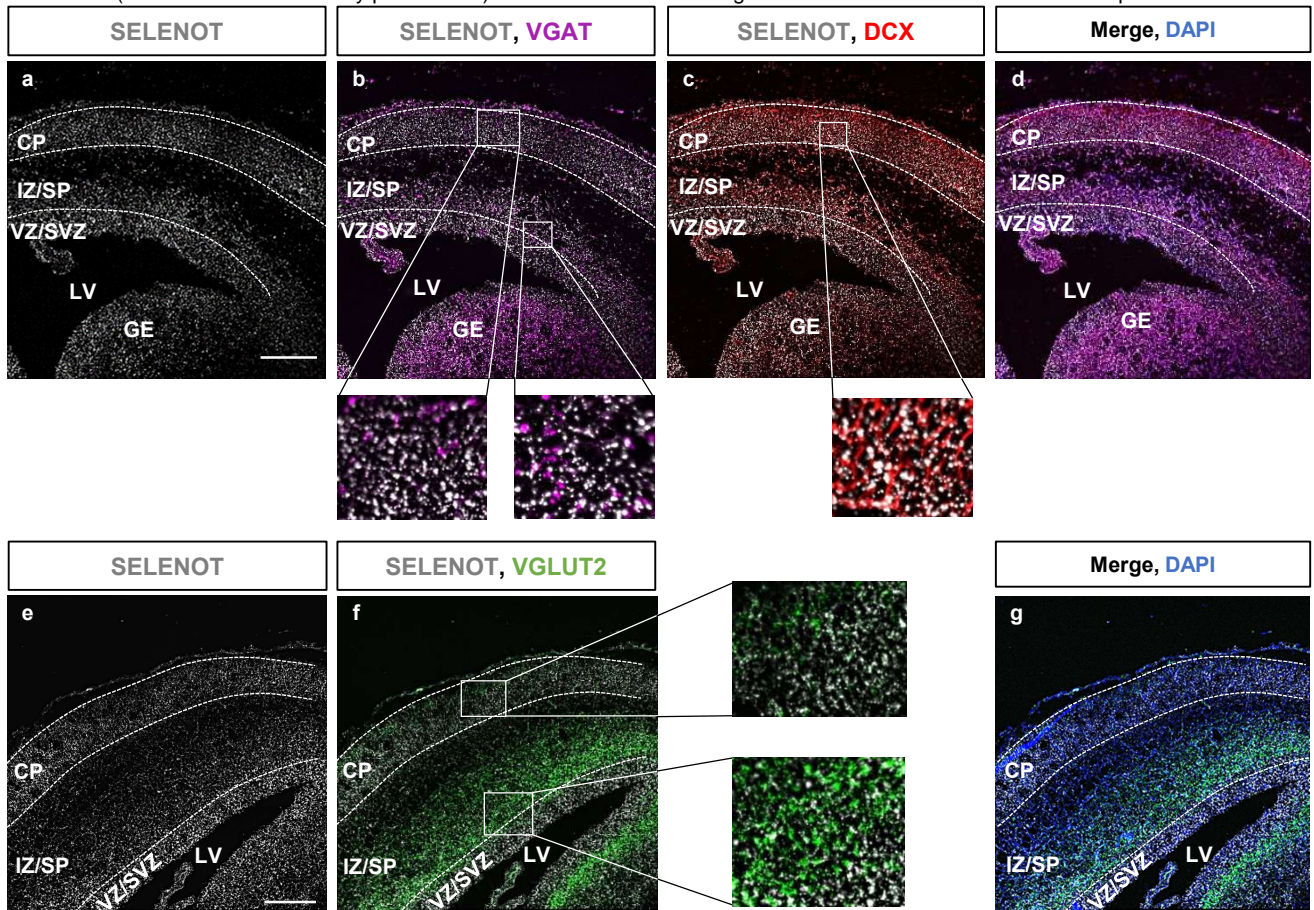 SELENOT
SELENOT, VGAT
SELENOT, DCX
Merge, DAPI
a
CP
IZ/SP
VZ/SVZ
LV
GE
b
CP
IZ/SP
VZ/SVZ
LV
GE
c
CP
IZ/SP
VZ/SVZ
LV
GE
d
CP
IZ/SP
VZ/SVZ
LV
GE
SELENOT
SELENOT, VGLUT2
Merge, DAPI
e
CP
IZ/SP
VZ/SVZ
LV
f
CP
IZ/SP
VZ/SVZ
LV
g
CP
IZ/SP
VZ/SVZ
LV